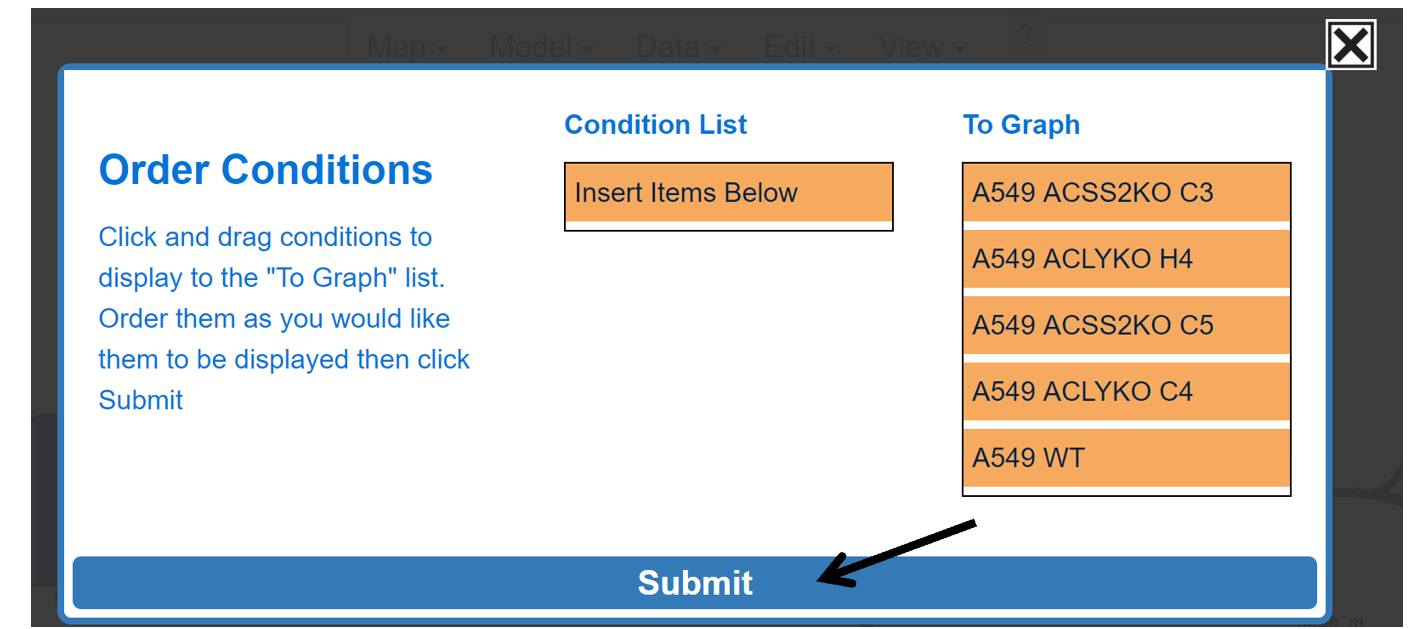 Map Model Data Edit View ?
Order Conditions
Click and drag conditions to
display to the "To Graph" list.
Order them as you would like
them to be displayed then click
Submit
Condition List
Insert Items Below
To Graph
A549 ACSS2KO C3
A549 ACLYKO H4
A549 ACSS2KO C5
A549 ACLYKO C4
A549 WT
Submit